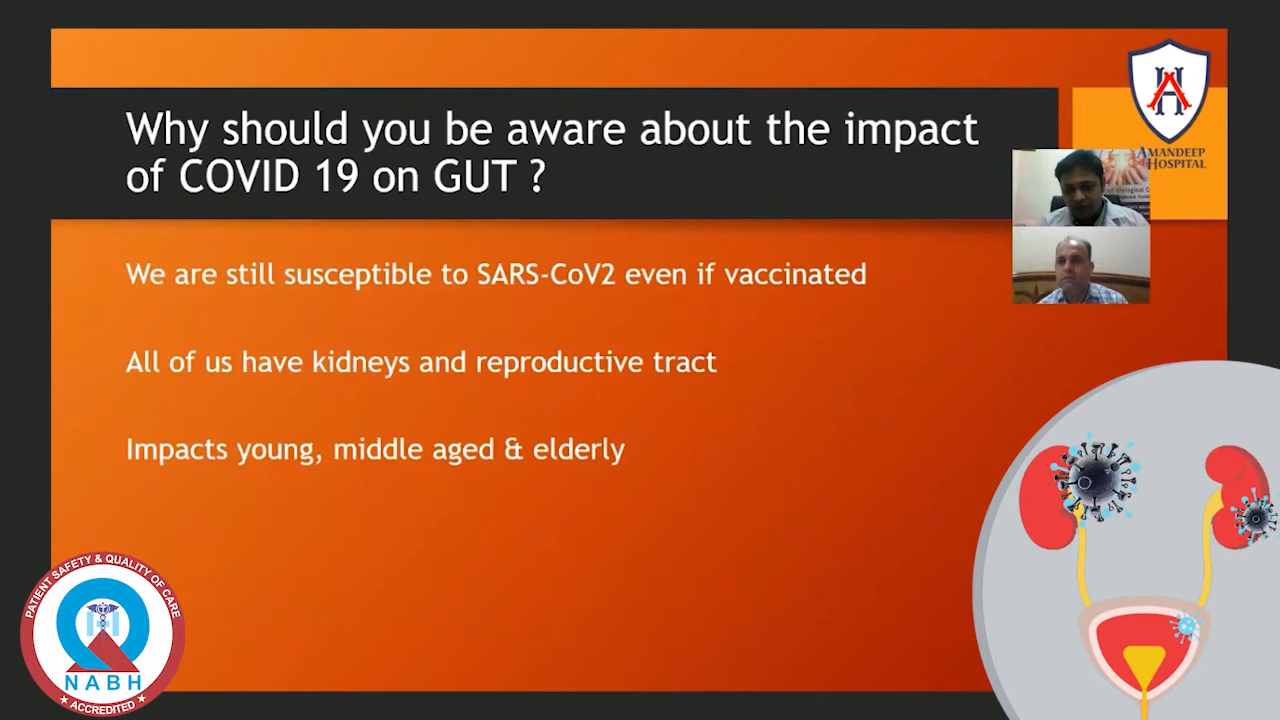 Why should you be aware about the impact
of COVID 19 on GUT ?
AMANDEEP
HOSPITAL
We are still susceptible to SARS-CoV2 even if vaccinated
All of us have kidneys and reproductive tract
Impacts young, middle aged & elderly
PATIENT SAFETY & QUALITY OF CARE
NABH
★ ACCREDITED ★